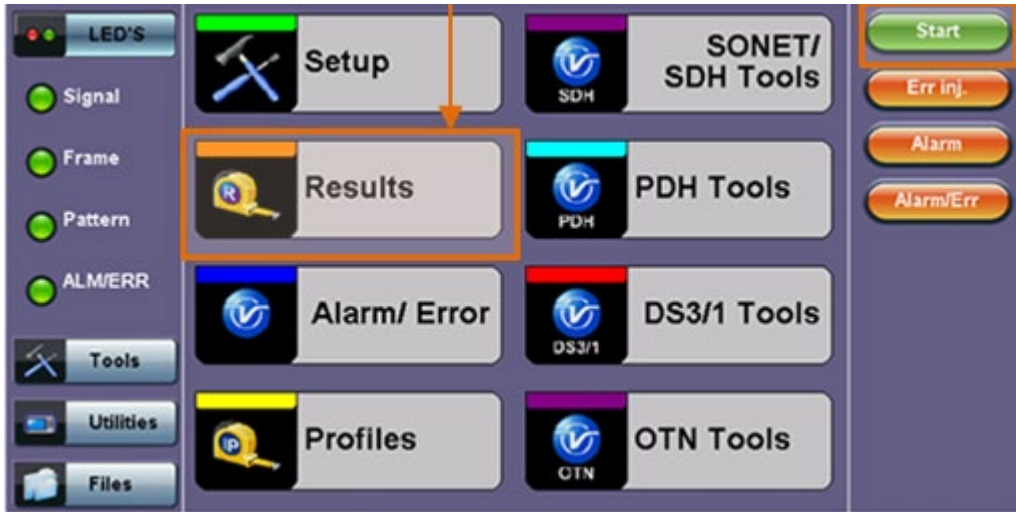 LED'S
Signal
Frame
Pattern
ALM/ERR
Tools
Utilities
Files
Setup
SONET/
SDH Tools
SDH
R
Results
PDH Tools
PDH
Alarm/ Error
DS3/1 Tools
DS3/1
P
Profiles
OTN Tools
OTN
Start
Err inj.
Alarm
Alarm/Err